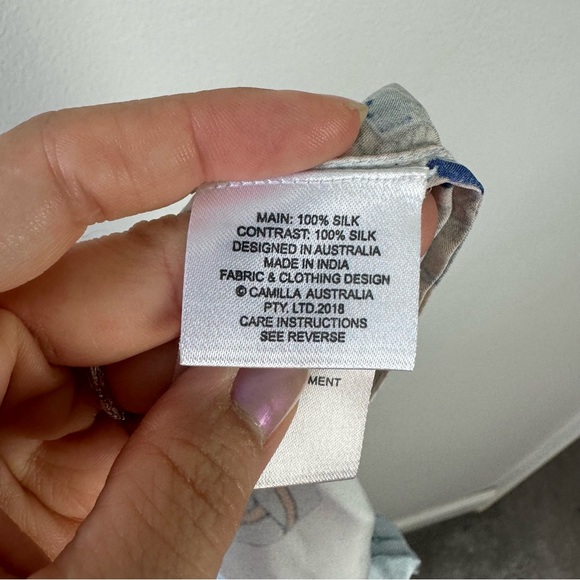 MAIN: 100% SILK
CONTRAST: 100% SILK
DESIGNED IN AUSTRALIA
MADE IN INDIA
FABRIC & CLOTHING DESIGN
© CAMILLA AUSTRALIA
PTY. LTD.2018
CARE INSTRUCTIONS
SEE REVERSE